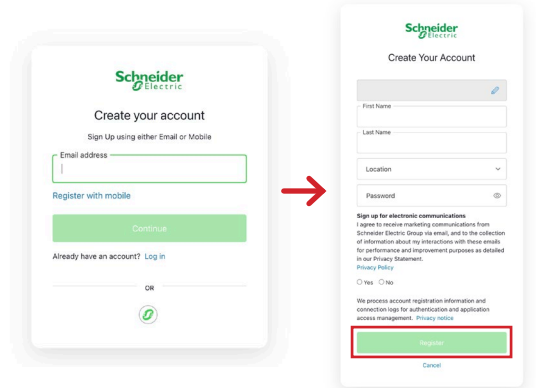 Schneider
Electric
Create your account
Sign Up using either Email or Mobile
Email address
Register with mobile
Continue
Already have an account? Log in
OR
Schneider
Electric
Create Your Account
First Name
Last Name
Location
Password
Sign up for electronic communications
I agree to receive marketing communications from
Schneider Electric Group via email, and to the collection
of information about my interactions with these emails
for performance and improvement purposes as detailed
in our Privacy Statement.
Privacy Policy
Yes No
We process account registration information and
connection logs for authentication and application
access management. Privacy notice
Register
Cancel